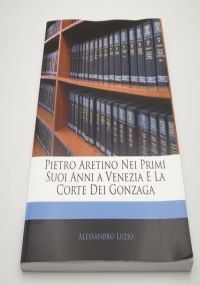 PIETRO ARETINO NEI PRIMI
SUOI ANNI A VENEZIA E LA
CORTE DEI GONZAGA
ALESSANDRO LUZIO